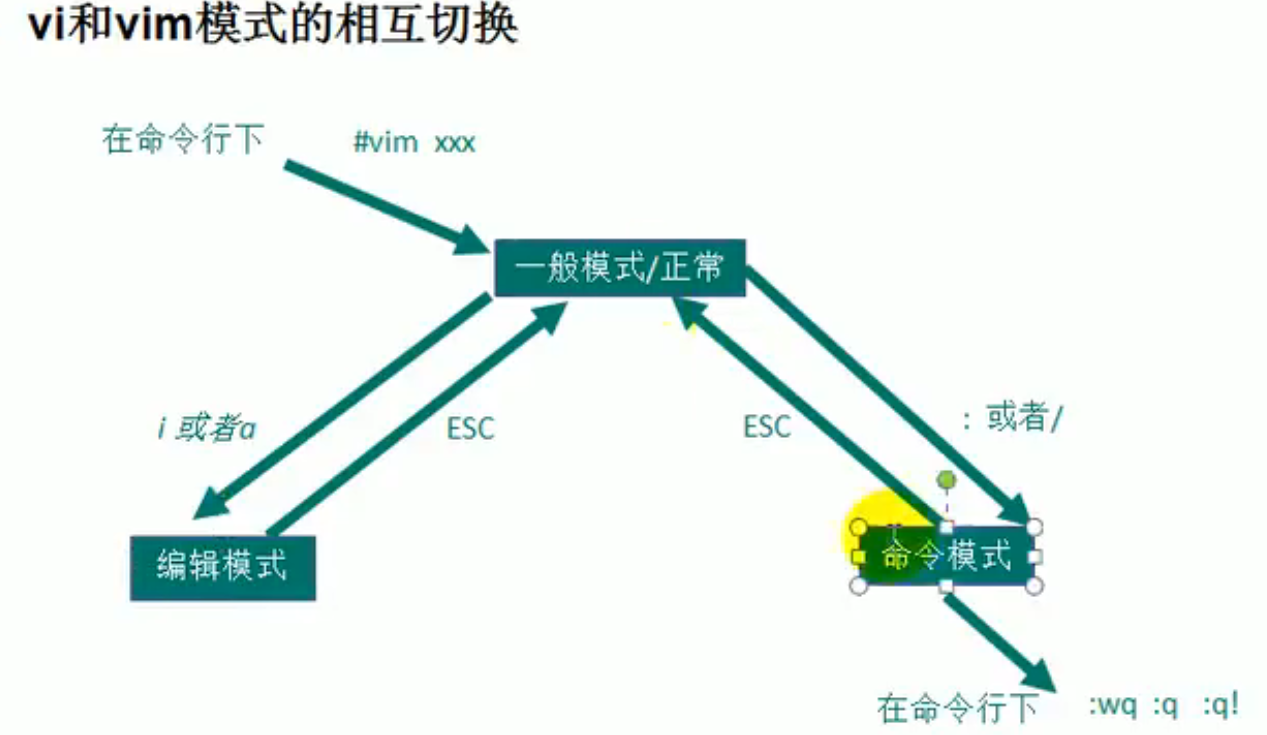 vi和vim模式的相互切换
在命令行下 #vim xxx
一般模式/正常
i 或者a
ESC
ESC
: 或者/
编辑模式
命令模式
在命令行下 :wq :q :q!